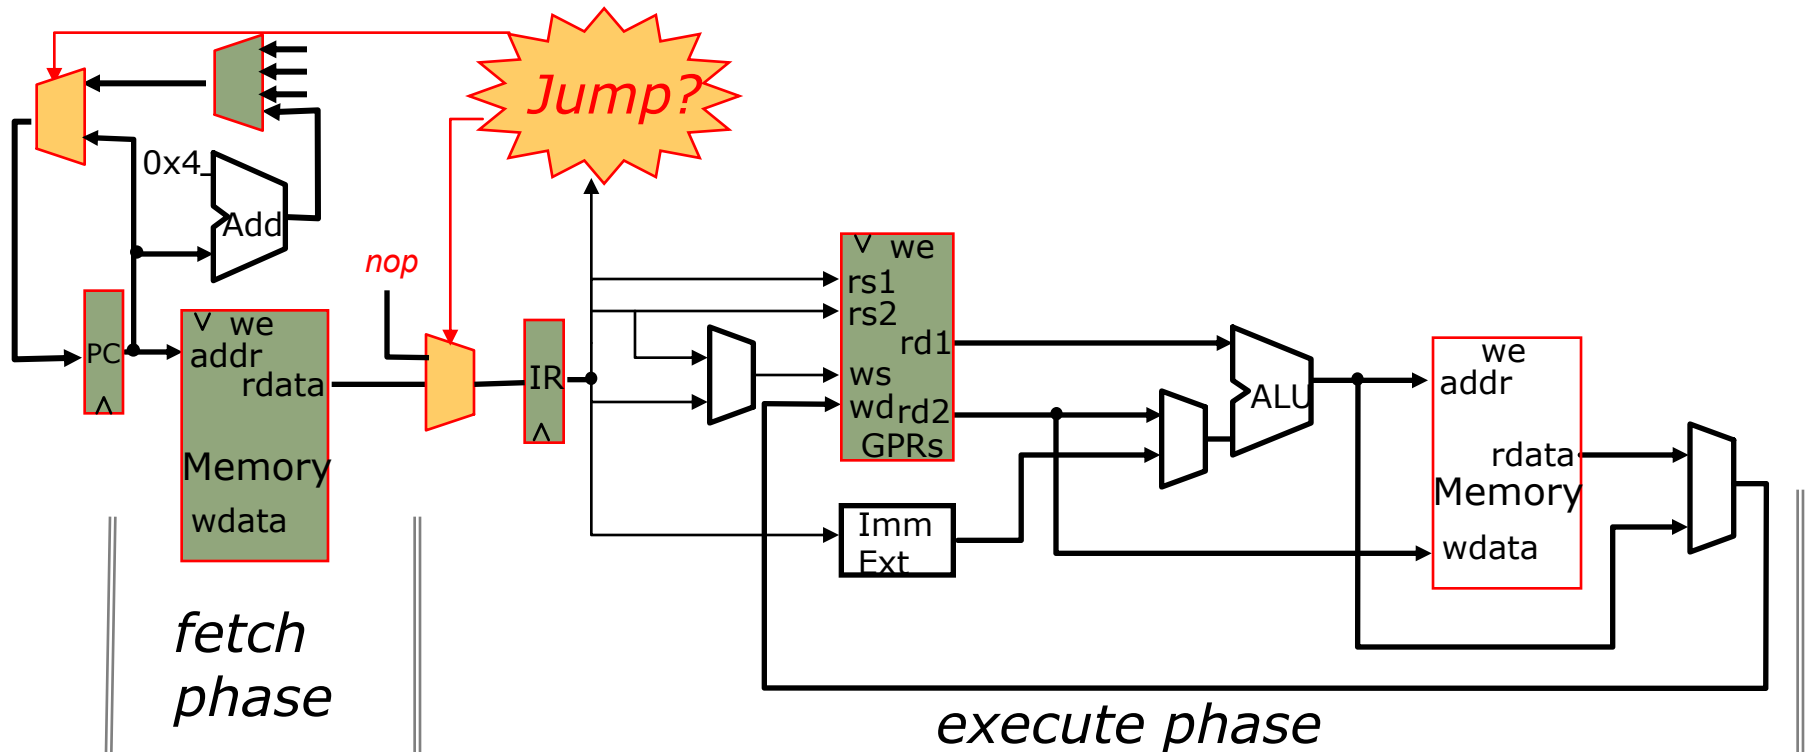 Jump?
0x4
Add
nop
PC
we
addr
rdata
Memory
wdata
IR
we
rs1
rs2
rd1
ws
wd rd2
GPRs
Imm
Ext
ALU
we
addr
rdata
Memory
wdata
fetch
phase
execute phase